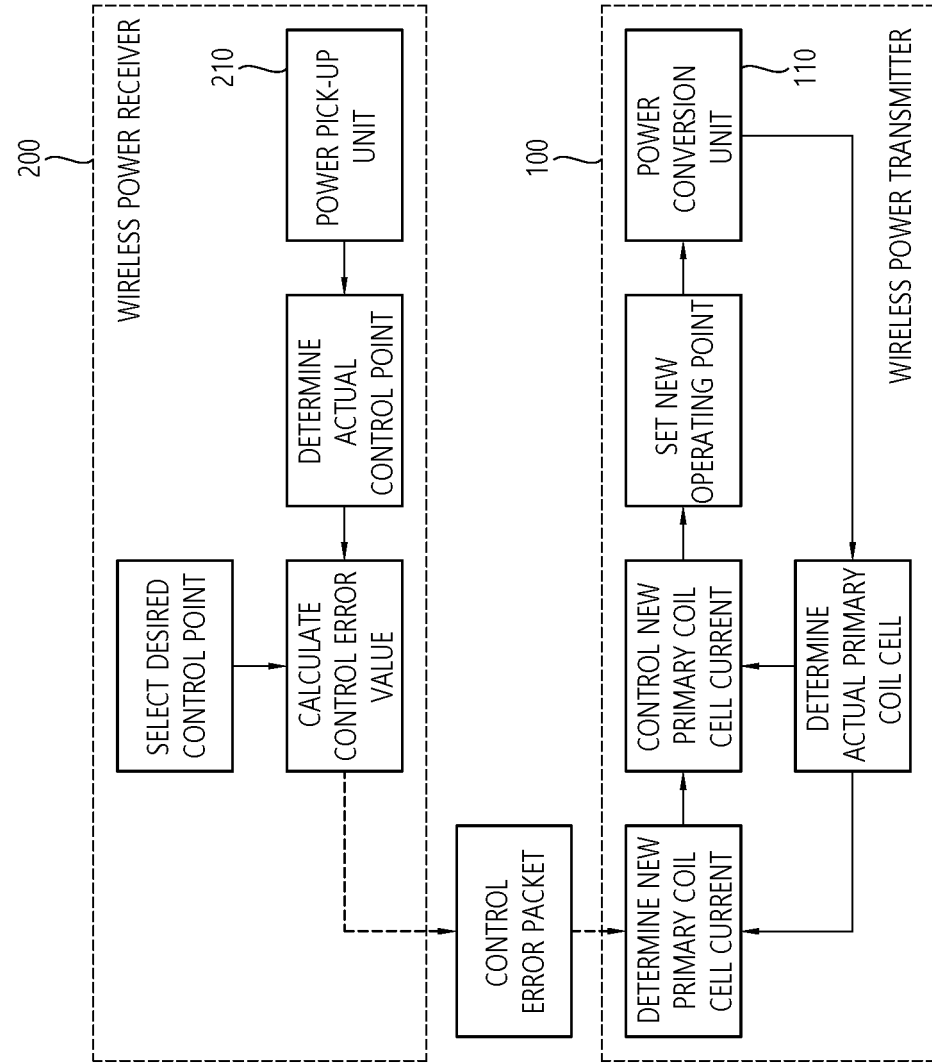 200
WIRELESS POWER RECEIVER
SELECT DESIRED
CONTROL POINT
CALCULATE
CONTROL ERROR
VALUE
DETERMINE
ACTUAL
CONTROL POINT
210
POWER PICK-UP
UNIT
CONTROL
ERROR PACKET
100
DETERMINE NEW
PRIMARY COIL
CELL CURRENT
CONTROL NEW
PRIMARY COIL
CELL CURRENT
SET NEW
OPERATING POINT
POWER
CONVERSION
UNIT
110
DETERMINE
ACTUAL PRIMARY
COIL CELL
WIRELESS POWER TRANSMITTER